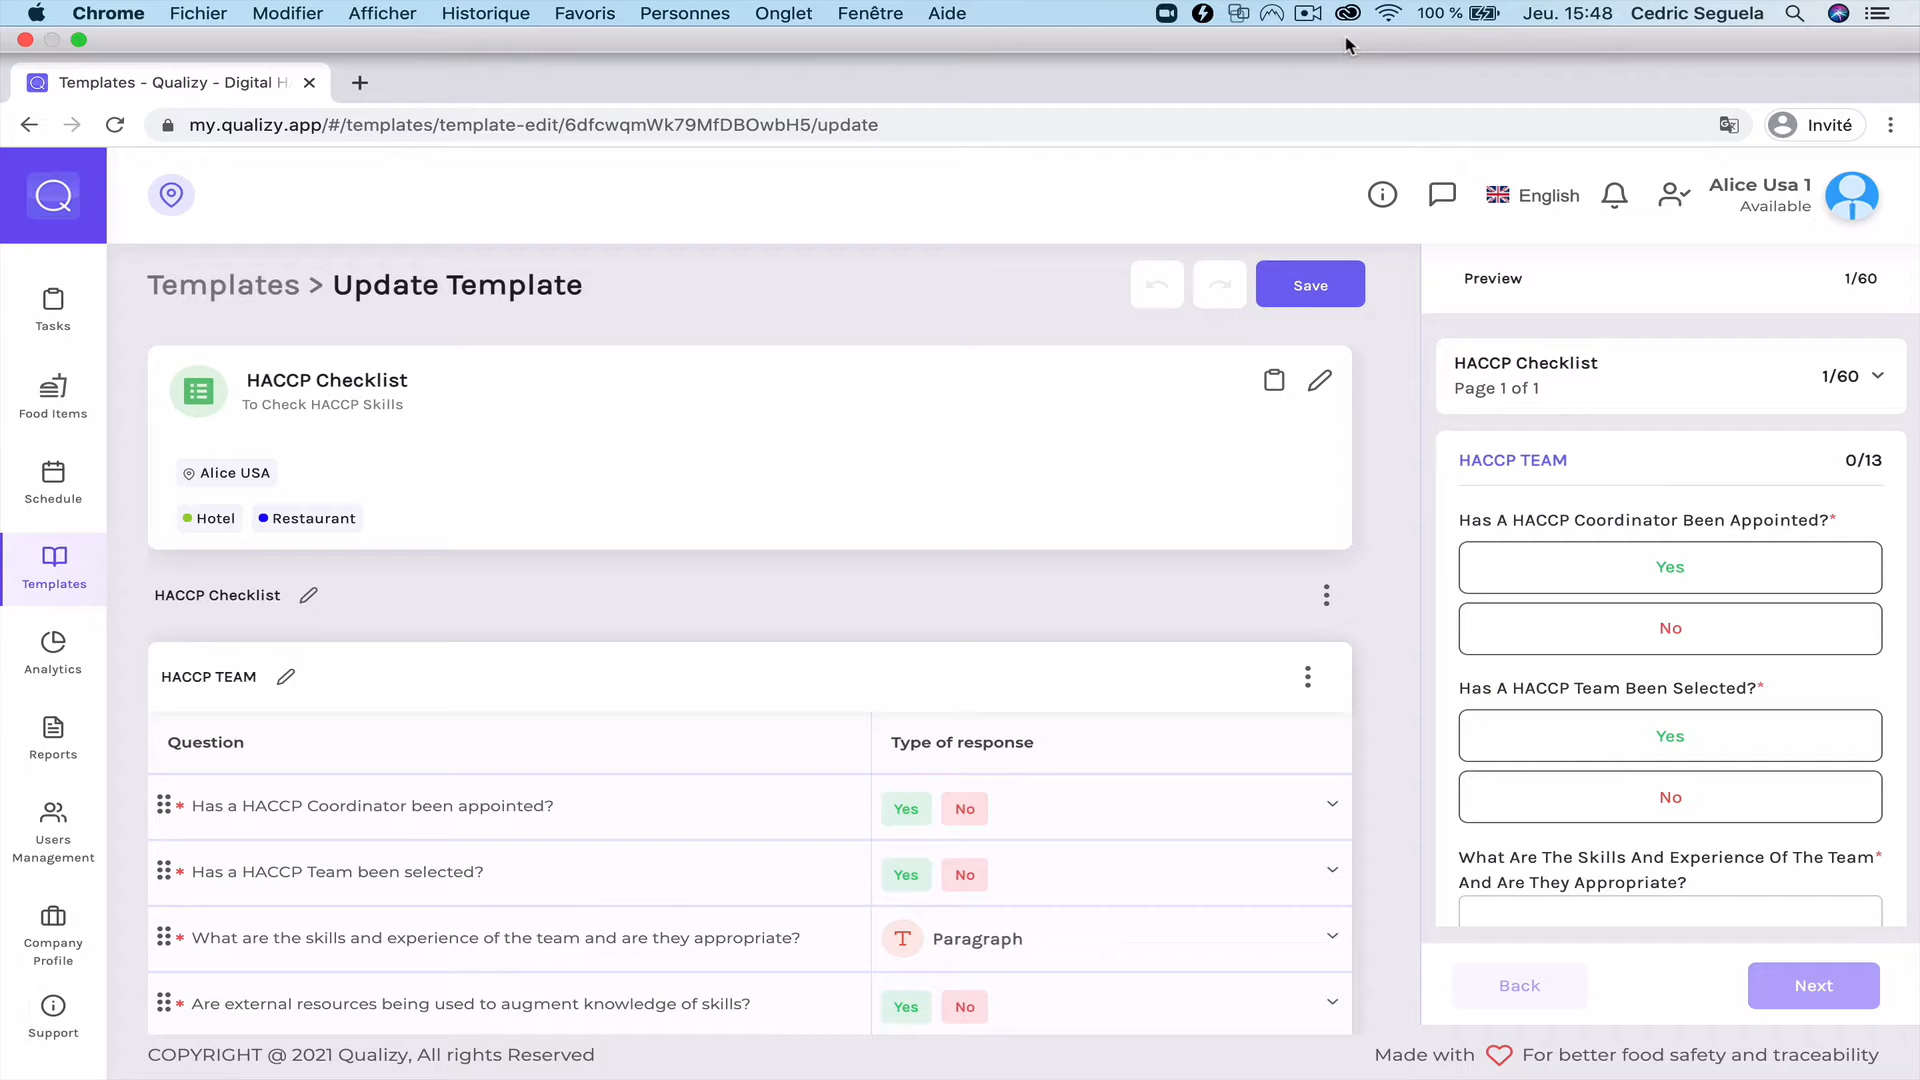 Chrome Fichier Modifier Afficher Historique Favoris Personnes Onglet Fenêtre Aide 100 % Jeu. 15:48 Cedric Seguela
Templates - Qualizy - Digital H
my.qualizy.app/#/templates/template-edit/6dfcwqmWk79MfDBOwbH5/update
Invité
English
Alice Usa 1
Available
Templates > Update Template
Save
Preview 1/60
Tasks
Food Items
Schedule
Templates
Analytics
Reports
Users
Management
Company
Profile
Support
HACCP Checklist
To Check HACCP Skills
Alice USA
Hotel Restaurant
HACCP Checklist
HACCP TEAM
Question Type of response
* Has a HACCP Coordinator been appointed? Yes No
* Has a HACCP Team been selected? Yes No
* What are the skills and experience of the team and are they appropriate? T Paragraph
* Are external resources being used to augment knowledge of skills? Yes No
HACCP Checklist
Page 1 of 1
1/60
HACCP TEAM 0/13
Has A HACCP Coordinator Been Appointed?*
Yes
No
Has A HACCP Team Been Selected?*
Yes
No
What Are The Skills And Experience Of The Team*
And Are They Appropriate?
Back Next
COPYRIGHT @ 2021 Qualizy, All rights Reserved
Made with For better food safety and traceability